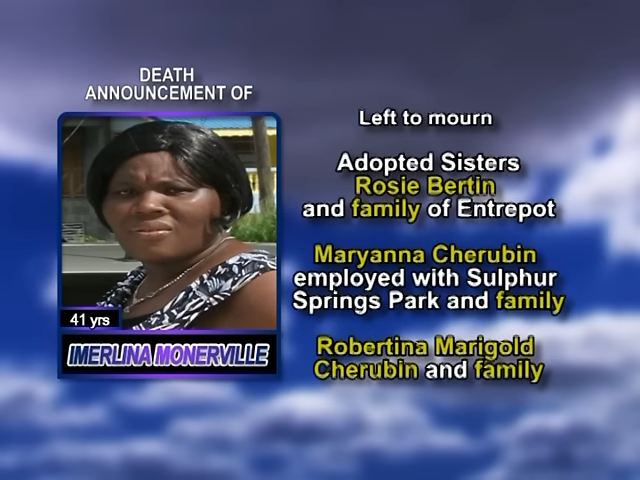 DEATH
ANNOUNCEMENT OF
41 yrs
IMERLINA MONERVILLE
Left to mourn
Adopted Sisters
Rosie Bertin
and family of Entrepot
Maryanna Cherubin
employed with Sulphur
Springs Park and family
Robertina Marigold
Cherubin and family